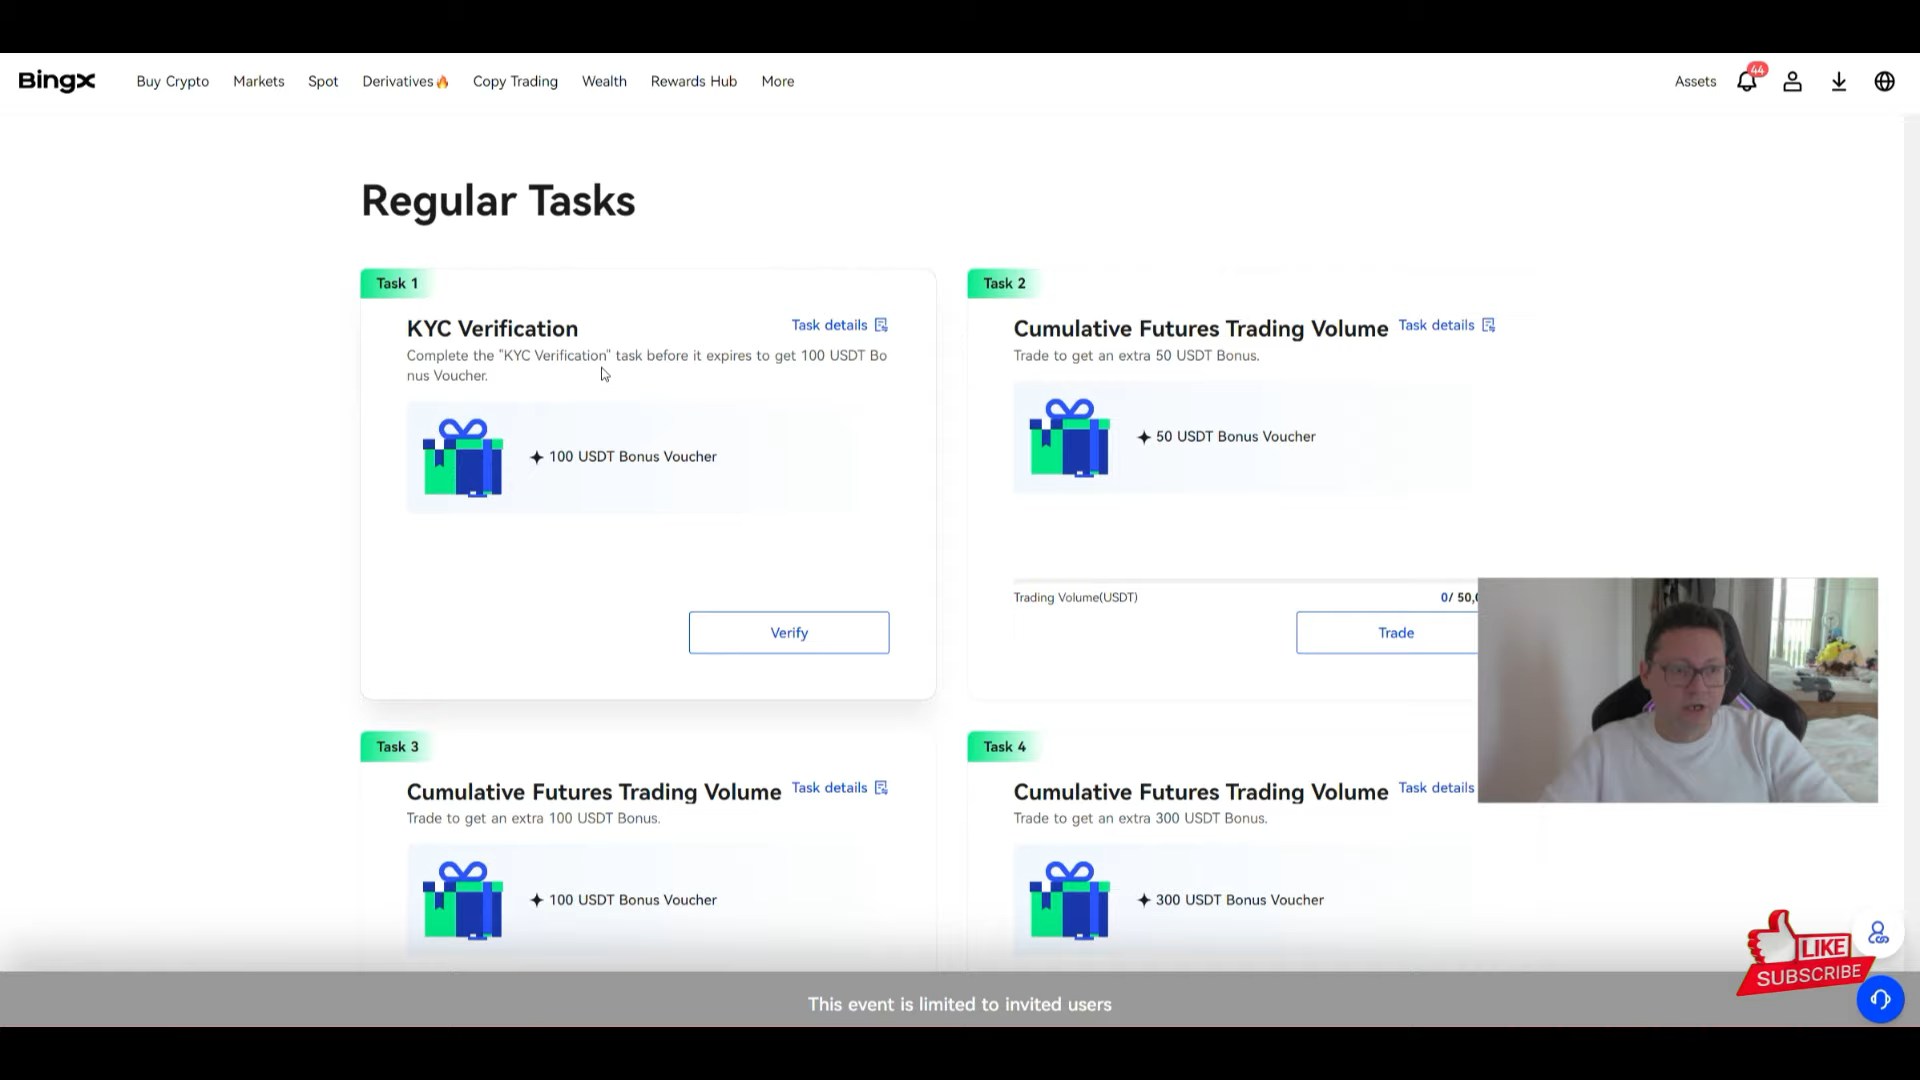 BingX
Buy Crypto Markets Spot Derivatives Copy Trading Wealth Rewards Hub More Assets 44
Regular Tasks
Task 1
KYC Verification Task details
Complete the "KYC Verification" task before it expires to get 100 USDT Bo
nus Voucher.
100 USDT Bonus Voucher
Verify
Task 2
Cumulative Futures Trading Volume Task details
Trade to get an extra 50 USDT Bonus.
50 USDT Bonus Voucher
Trading Volume(USDT) 0/ 50,
Trade
Task 3
Cumulative Futures Trading Volume Task details
Trade to get an extra 100 USDT Bonus.
100 USDT Bonus Voucher
Task 4
Cumulative Futures Trading Volume Task details
Trade to get an extra 300 USDT Bonus.
300 USDT Bonus Voucher
LIKE
SUBSCRIBE
This event is limited to invited users